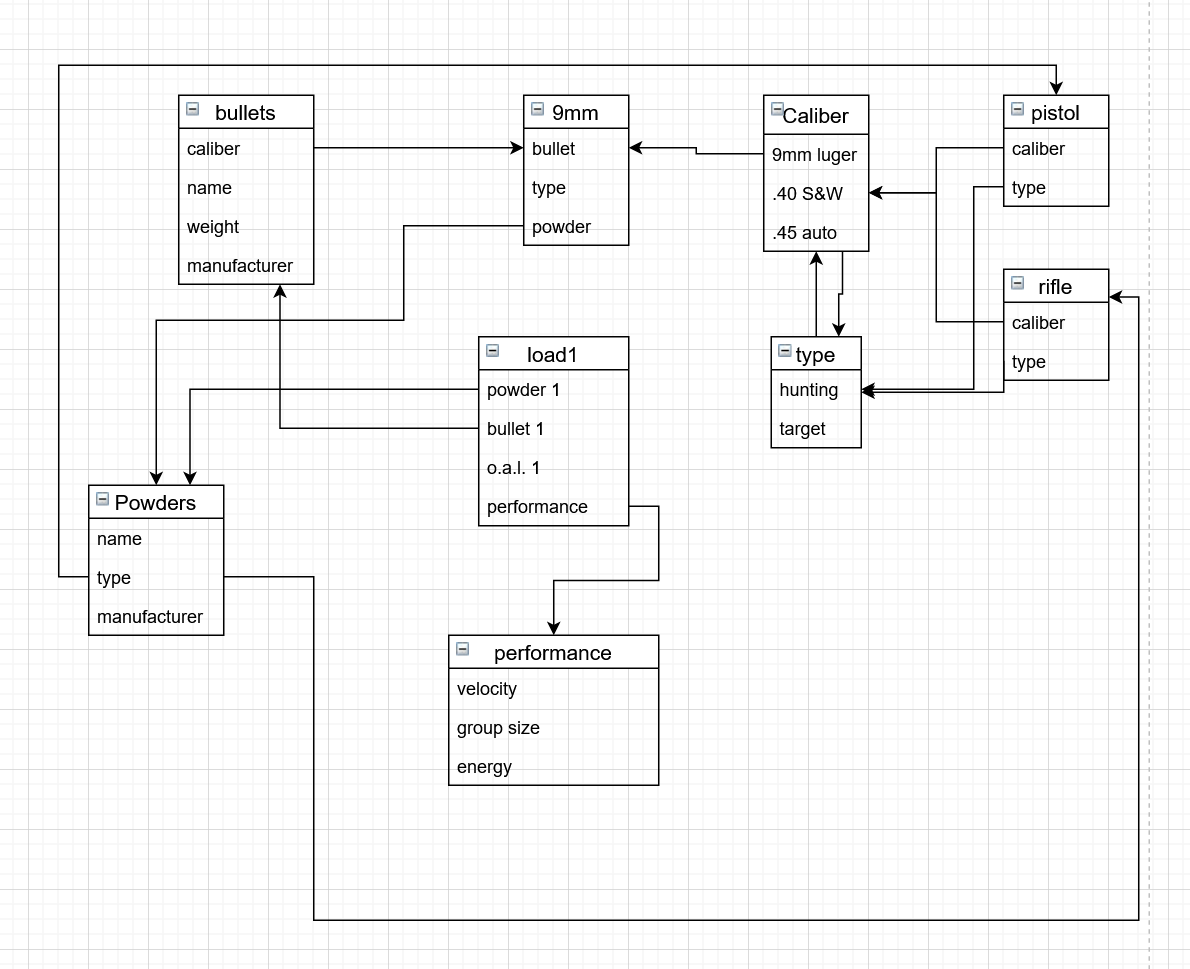 bullets
caliber
name
weight
manufacturer
9mm
bullet
type
powder
Caliber
9mm luger
.40 S&W
.45 auto
pistol
caliber
type
rifle
caliber
type
load1
powder 1
bullet 1
o.a.l. 1
performance
type
hunting
target
Powders
name
type
manufacturer
performance
velocity
group size
energy